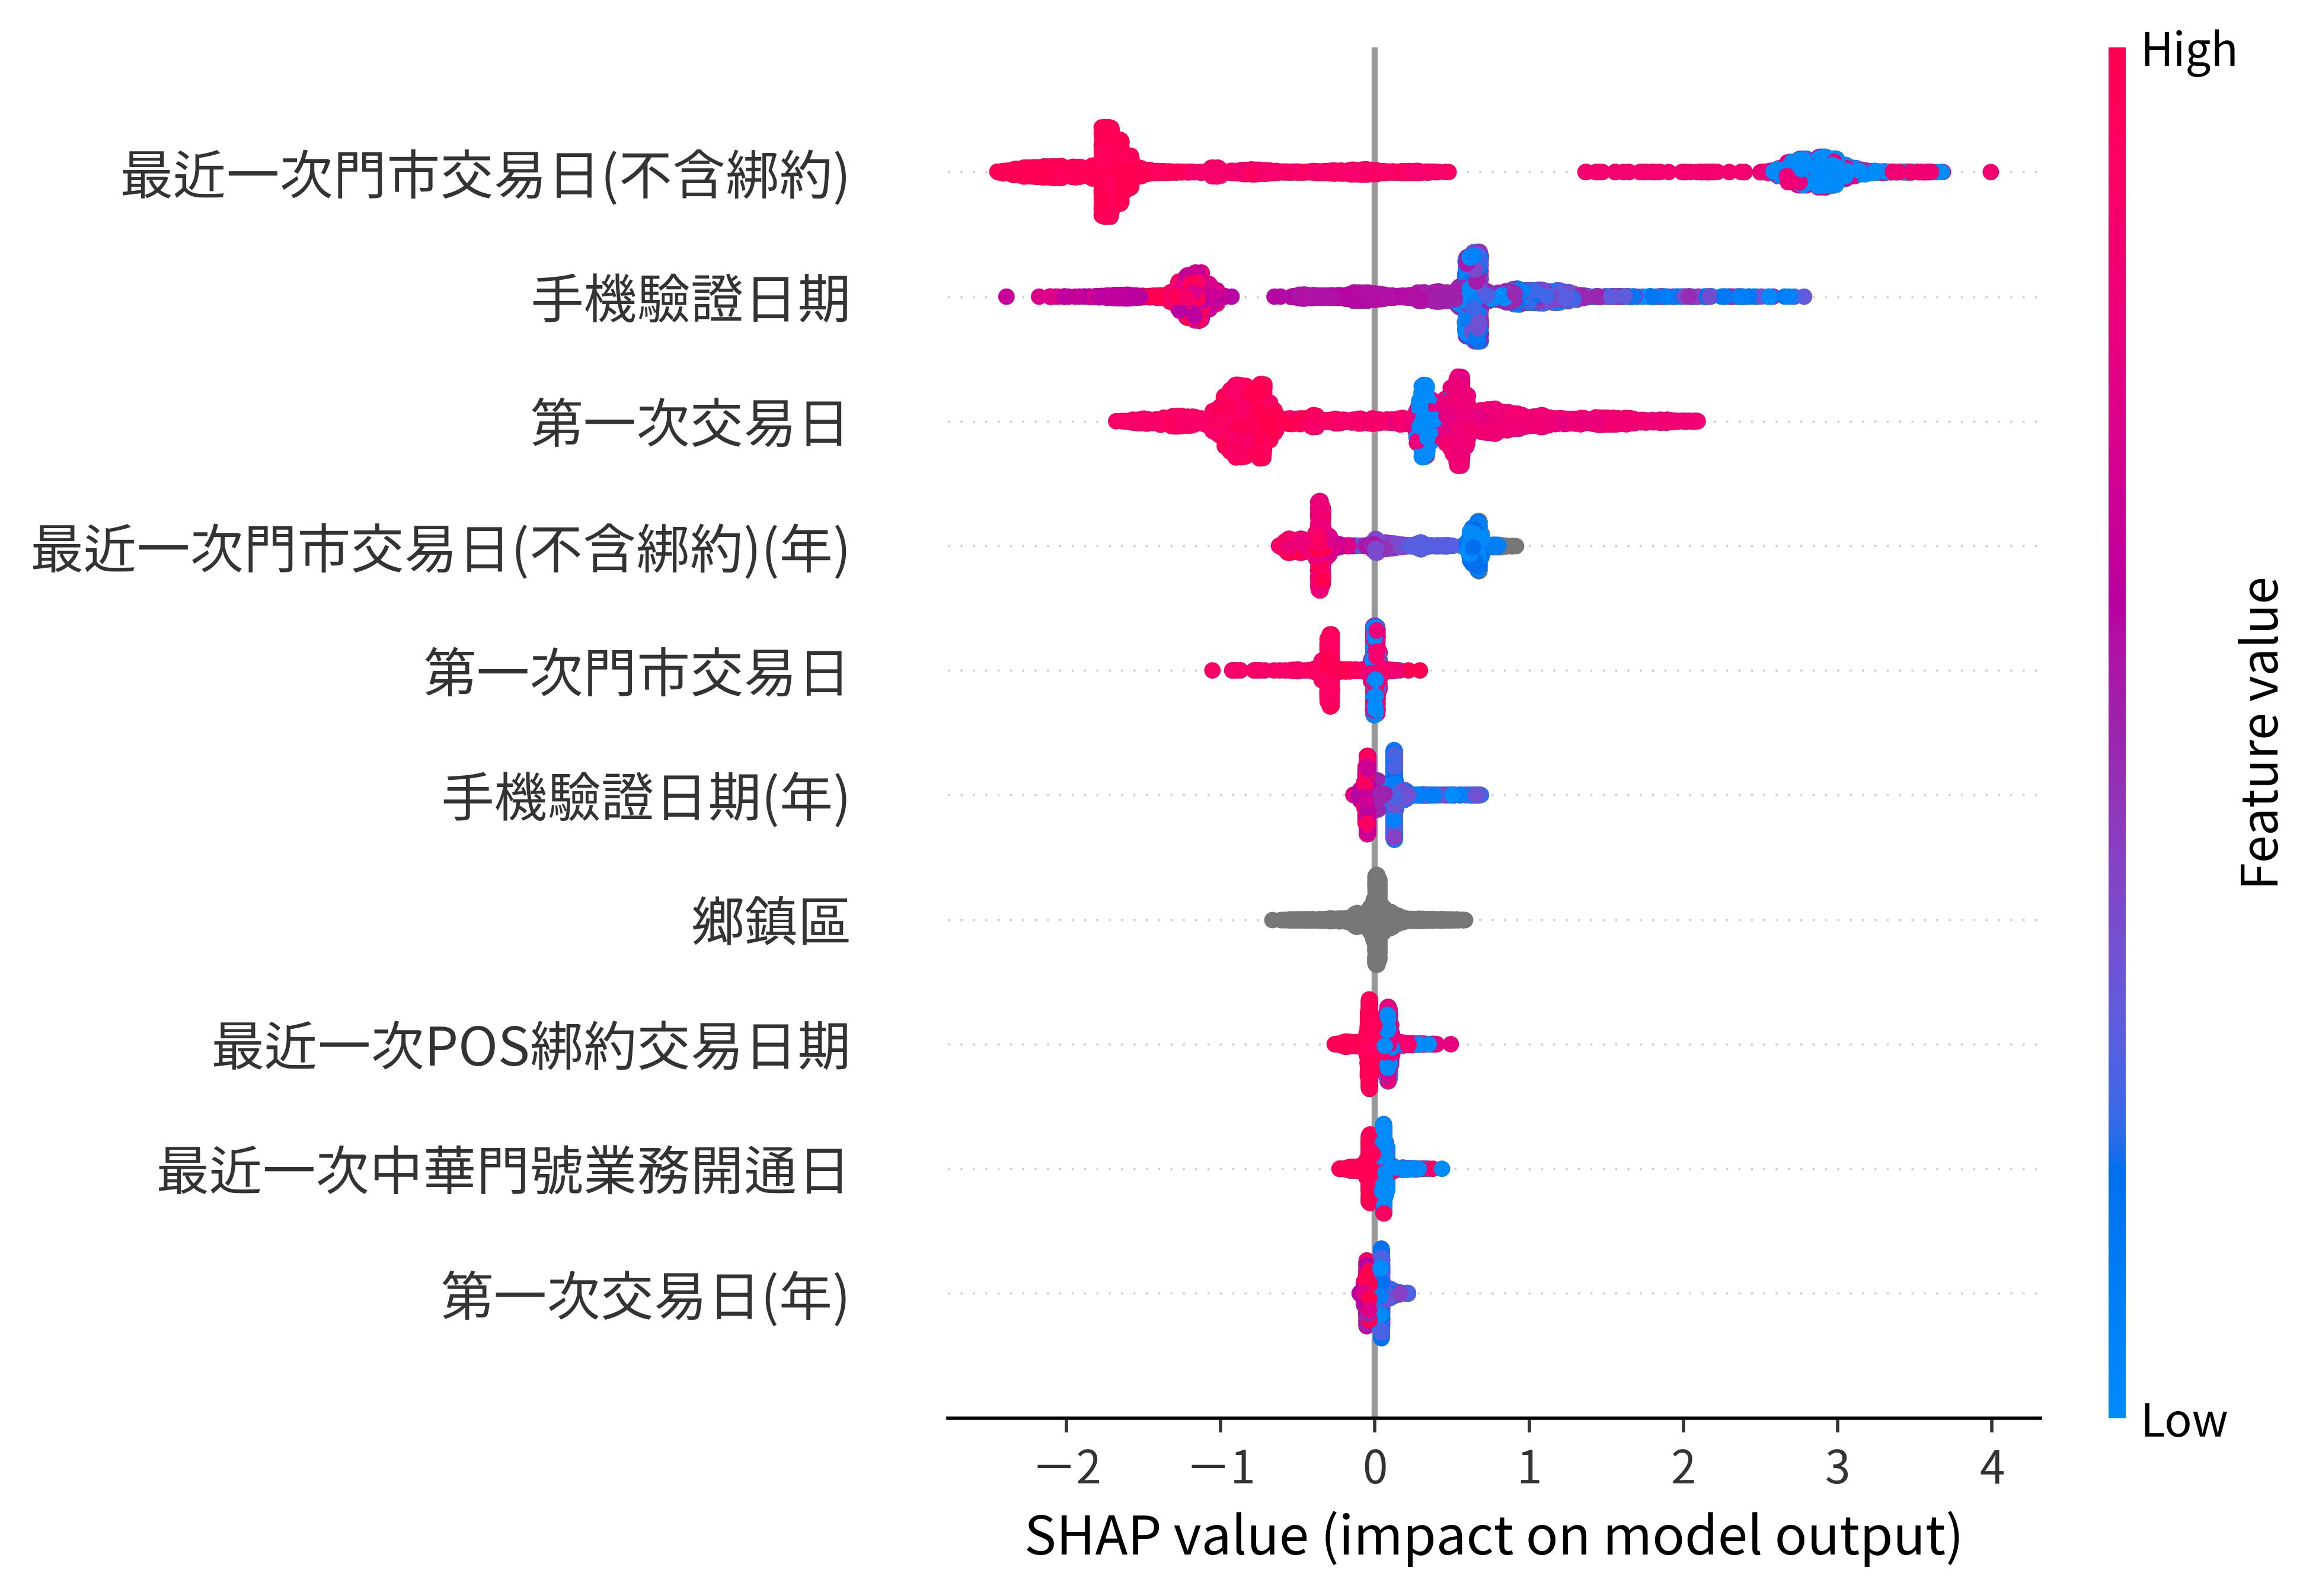 最近一次門市交易日(不含綁約)
手機驗證日期
第一次交易日
最近一次門市交易日(不含綁約)(年)
第一次門市交易日
手機驗證日期(年)
鄉鎮區
最近一次POS綁約交易日期
最近一次中華門號業務開通日
第一次交易日(年)
−2 −1 0 1 2 3 4
SHAP value (impact on model output)
High
Feature value
Low